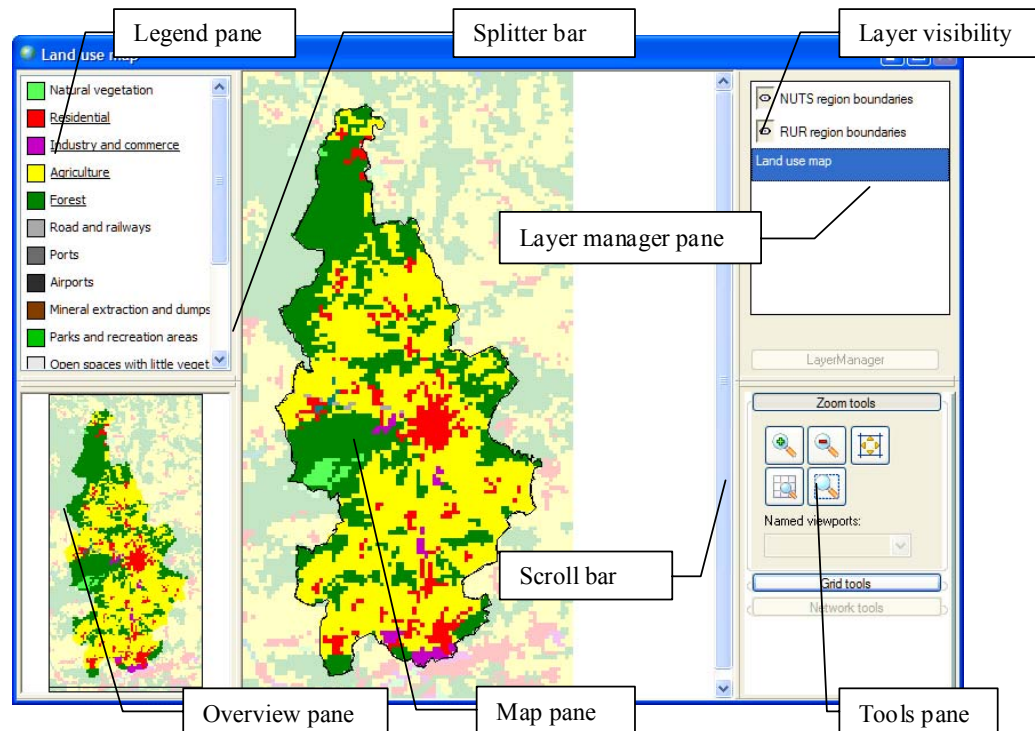 Legend pane
Splitter bar
Layer visibility
Land use map
Natural vegetation
Residential
Industry and commerce
Agriculture
Forest
Road and railways
Ports
Airports
Mineral extraction and dumps
Parks and recreation areas
Open spaces with little veget
NUTS region boundaries
RUR region boundaries
Land use map
Layer manager pane
LayerManager
Zoom tools
Named viewports:
Scroll bar
Grid tools
Network tools
Overview pane
Map pane
Tools pane